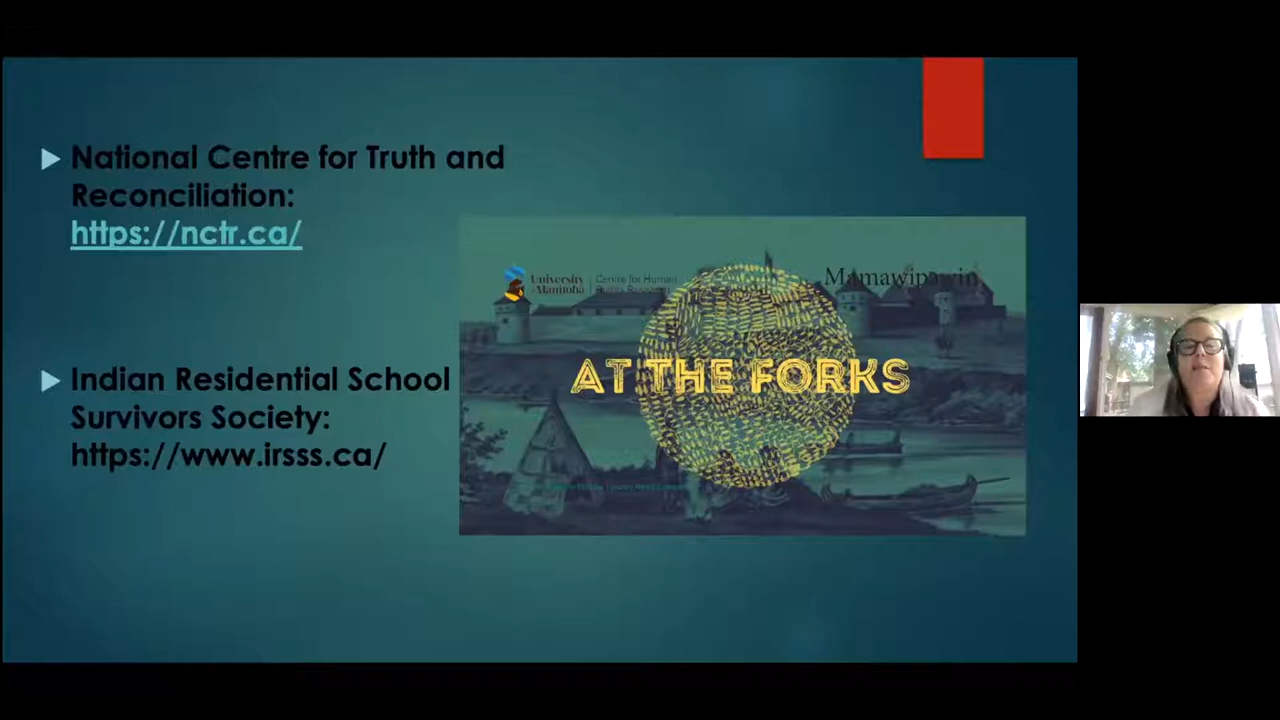 National Centre for Truth and
Reconciliation:
https://nctr.ca/
Indian Residential School
Survivors Society:
https://www.irsss.ca/
University
of Manitoba
Centre for Human
Rights Research
Mamawipawin
AT THE FORKS